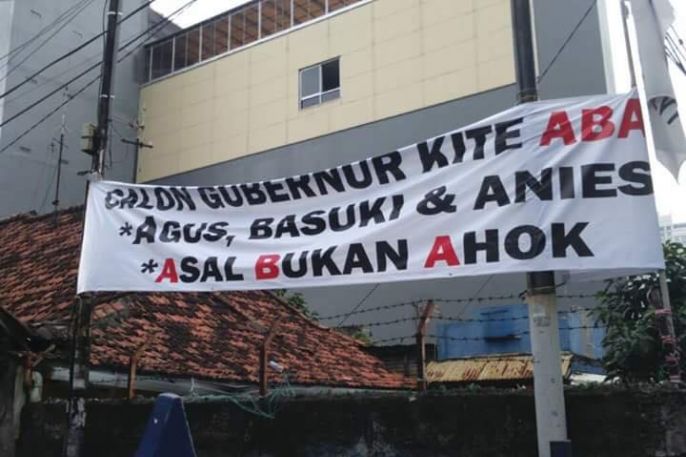 CALON GUBERNUR KITE ABA
*AGUS, BASUKI & ANIES
*ASAL BUKAN AHOK